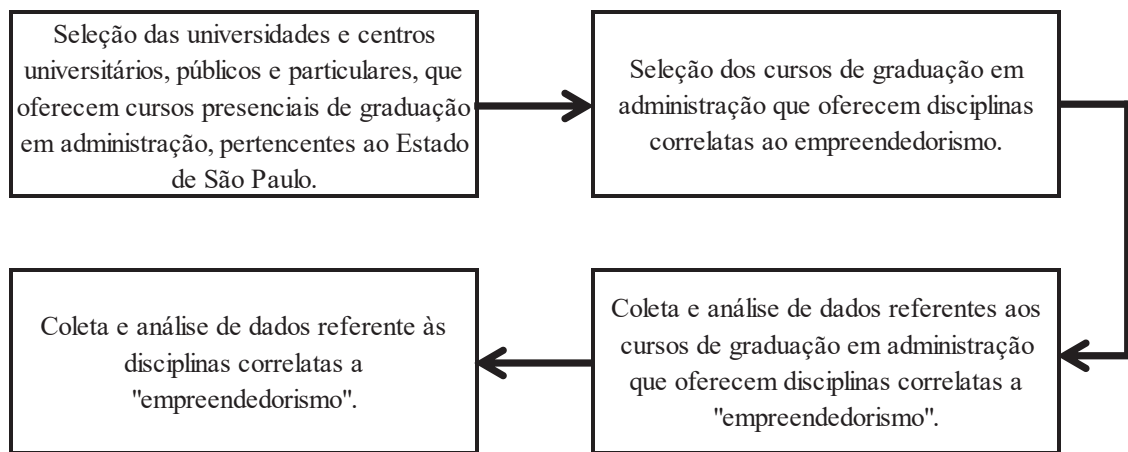 Seleção das universidades e centros
universitários, públicos e particulares, que
oferecem cursos presenciais de graduação
em administração, pertencentes ao Estado
de São Paulo.
Seleção dos cursos de graduação em
administração que oferecem disciplinas
correlatas ao empreendedorismo.
Coleta e análise de dados referentes aos
cursos de graduação em administração
que oferecem disciplinas correlatas a
"empreendedorismo".
Coleta e análise de dados referente às
disciplinas correlatas a
"empreendedorismo".